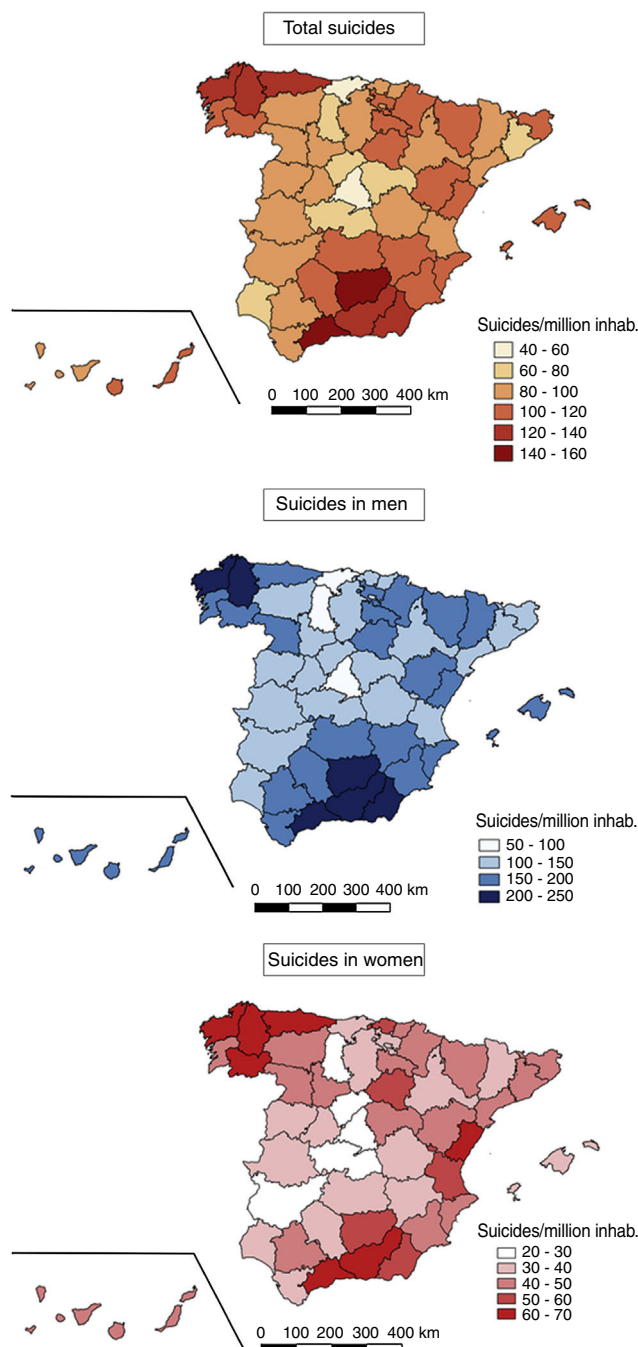 Total suicides
Suicides/million inhab.
40 - 60
60 - 80
80 - 100
100 - 120
120 - 140
140 - 160
0 100 200 300 400 km
Suicides in men
Suicides/million inhab.
50 - 100
100 - 150
150 - 200
200 - 250
0 100 200 300 400 km
Suicides in women
Suicides/million inhab.
20 - 30
30 - 40
40 - 50
50 - 60
60 - 70
0 100 200 300 400 km